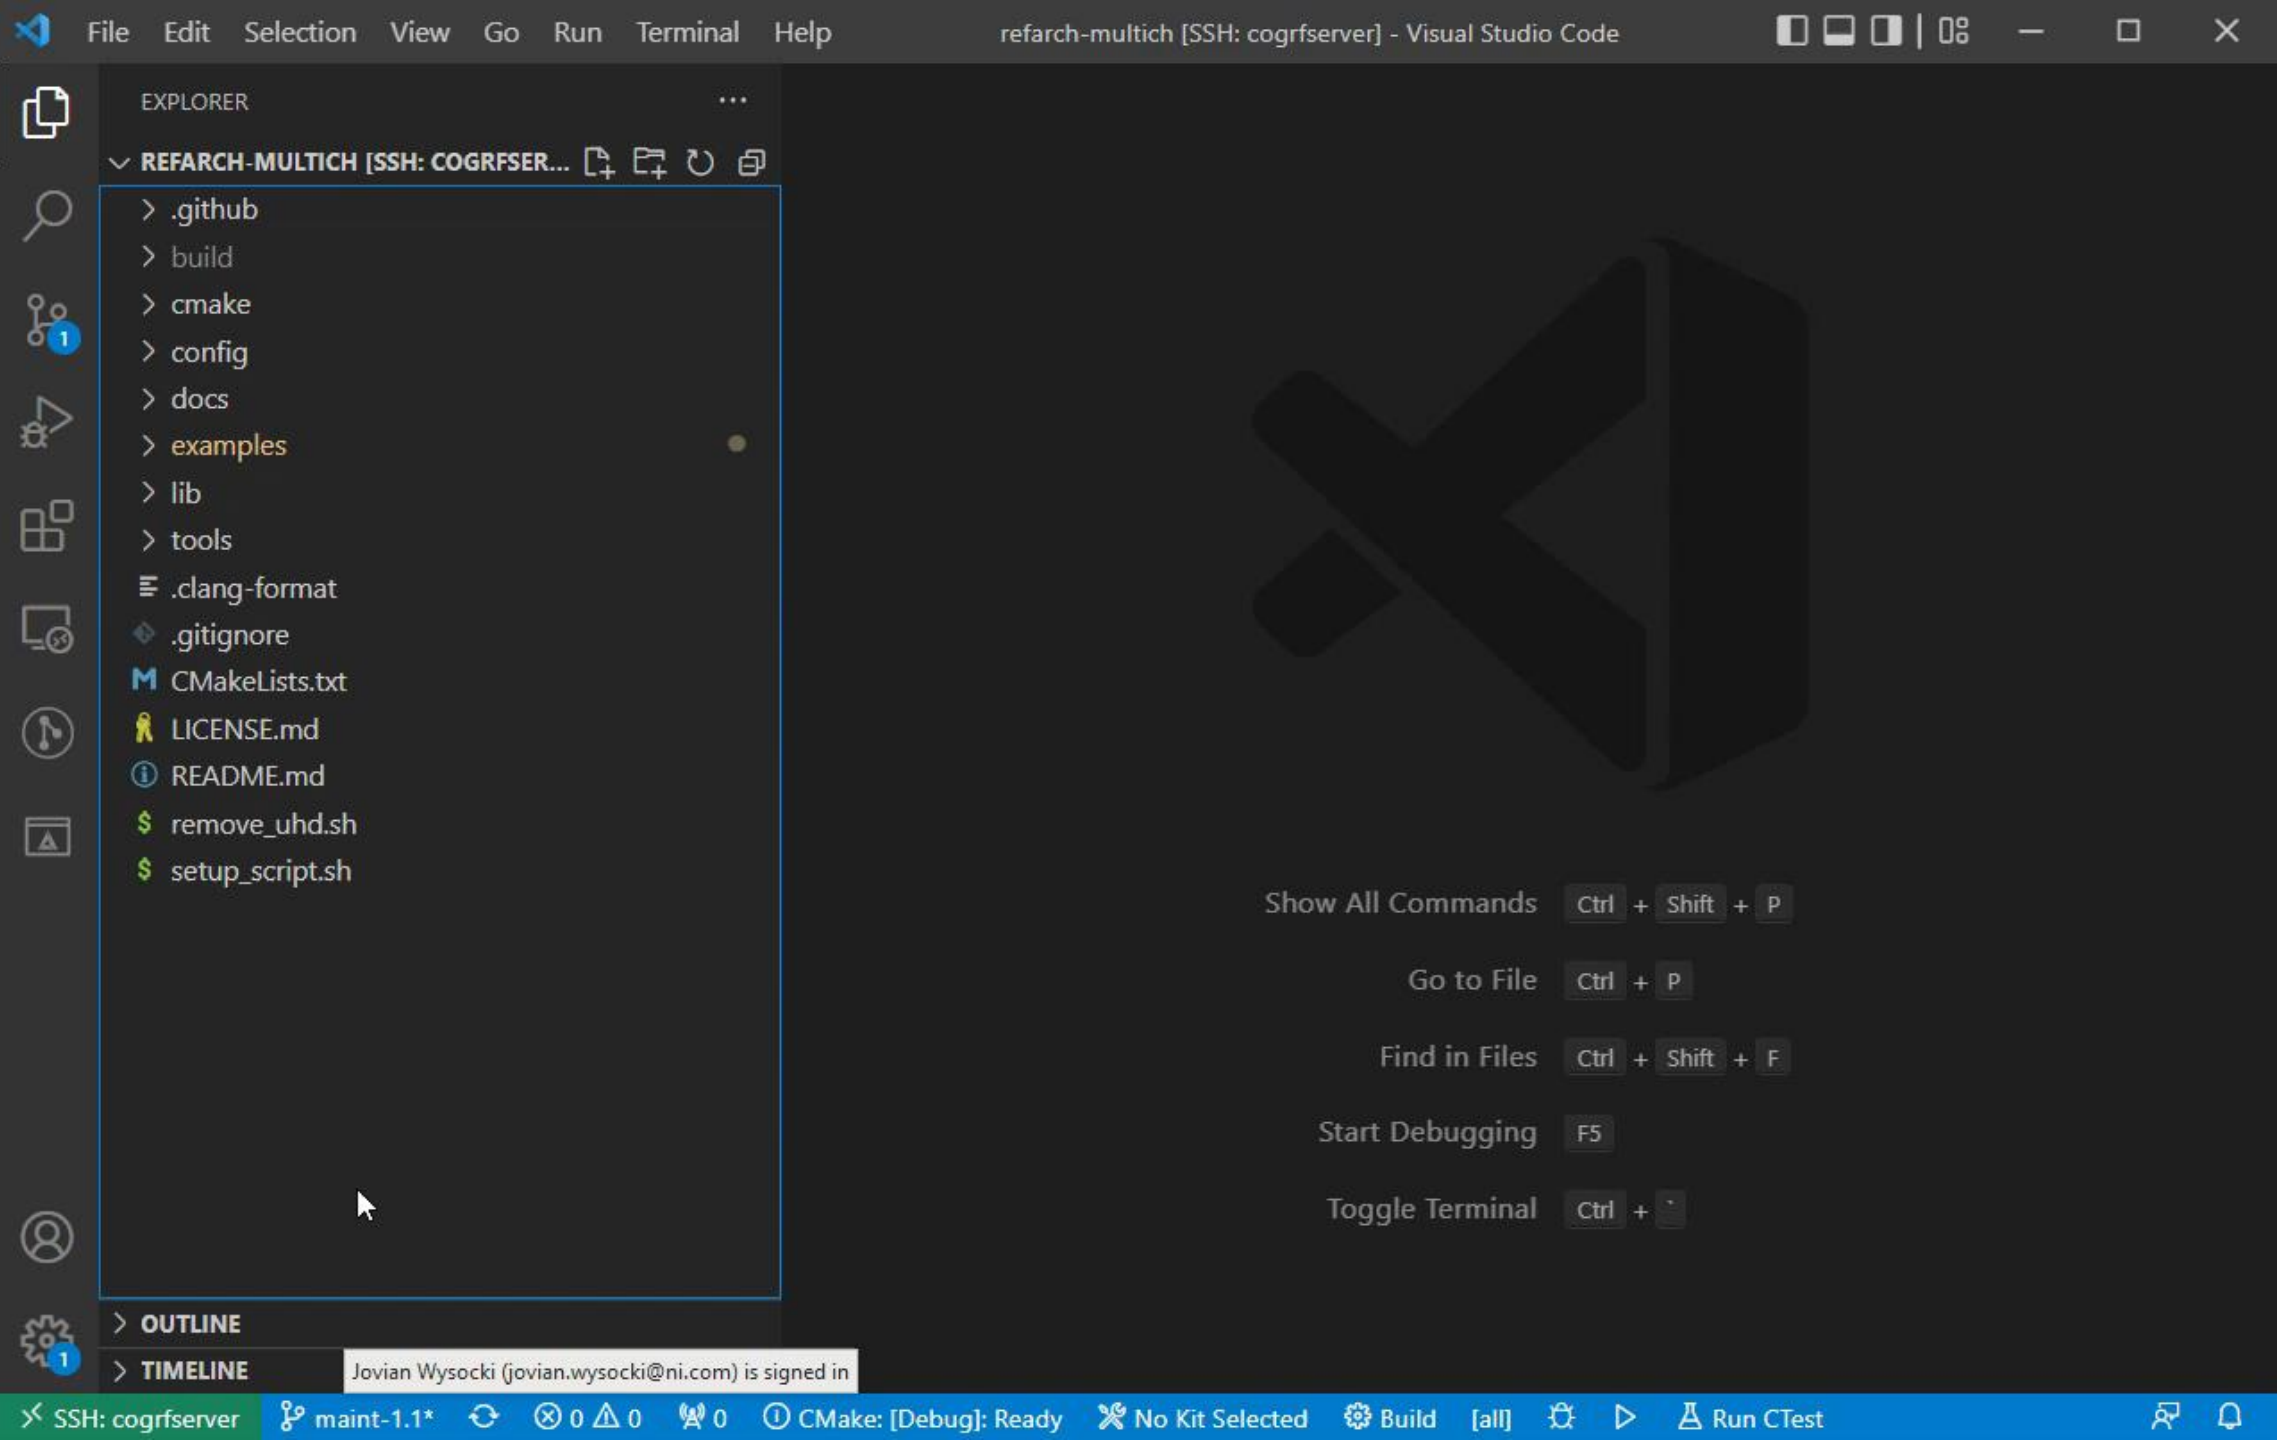 File Edit Selection View Go Run Terminal Help
refarch-multich [SSH: cogrfserver] - Visual Studio Code
EXPLORER
REFARCH-MULTICH [SSH: COGRFSER...
.github
build
cmake
config
docs
examples
lib
tools
.clang-format
.gitignore
M CMakeLists.txt
LICENSE.md
README.md
$ remove_uhd.sh
$ setup_script.sh
1
Show All Commands Ctrl + Shift + P
Go to File Ctrl + P
Find in Files Ctrl + Shift + F
Start Debugging F5
Toggle Terminal Ctrl + `
OUTLINE
1
TIMELINE
Jovian Wysocki (jovian.wysocki@ni.com) is signed in
SSH: cogrfserver maint-1.1* 0 0 0 CMake: [Debug]: Ready No Kit Selected Build [all] Run CTest